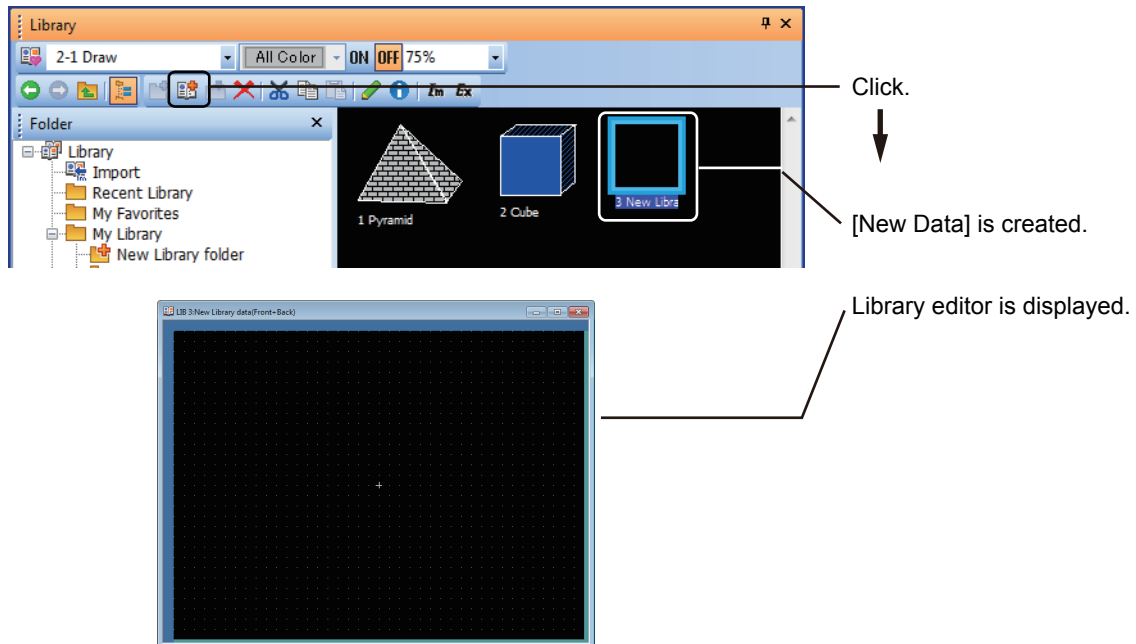 Library
2-1 Draw All Color ON OFF 75%
Im Ex
Click.
Folder
Library
Import
Recent Library
My Favorites
My Library
New Library folder
1 Pyramid
2 Cube
3 New Libra
[New Data] is created.
Library editor is displayed.
LIB 3:New Library data(Front+Back)